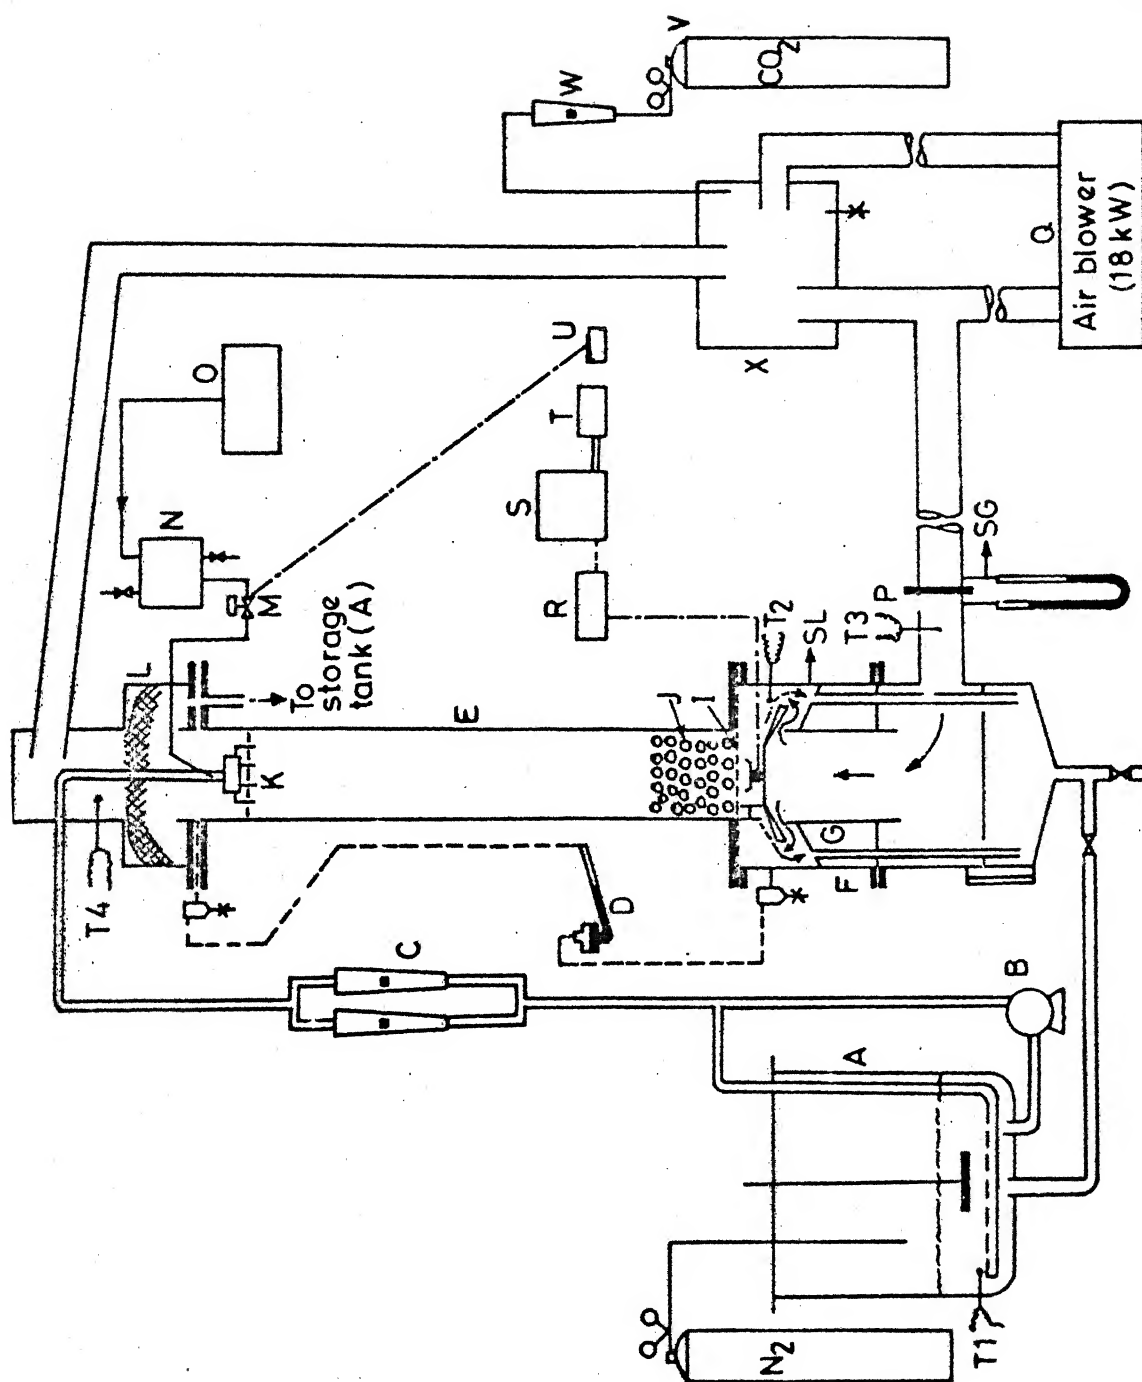 T4
L
K
To
storage
tank (A)
M
N
O
E
C
D
J
I
R
S
T
U
W
V
CO2
T2
SL
T3
P
SG
F
G
X
Q
Air blower
(18 kW)
A
B
N2
T1